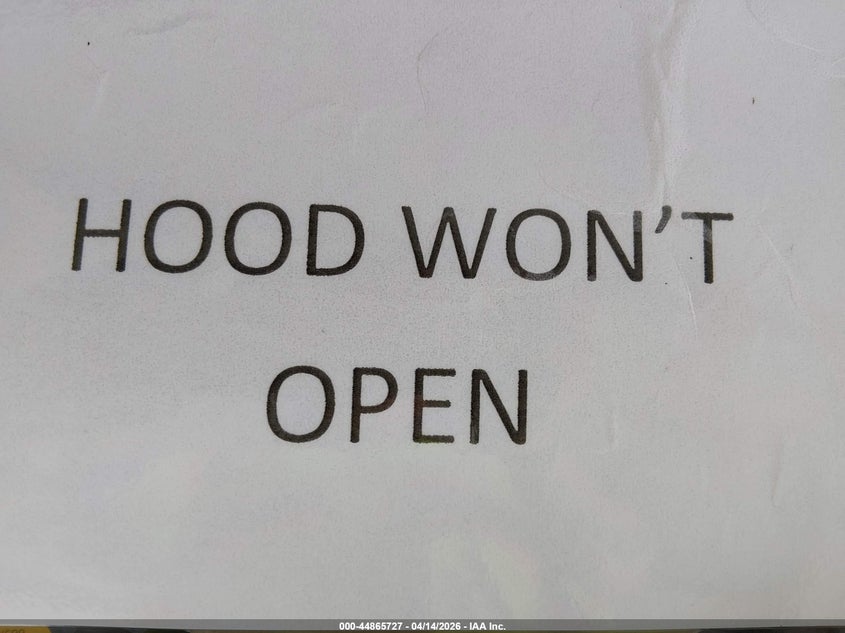 HOOD WON’T
OPEN
000-44865727 - 04/14/2026 - IAA Inc.